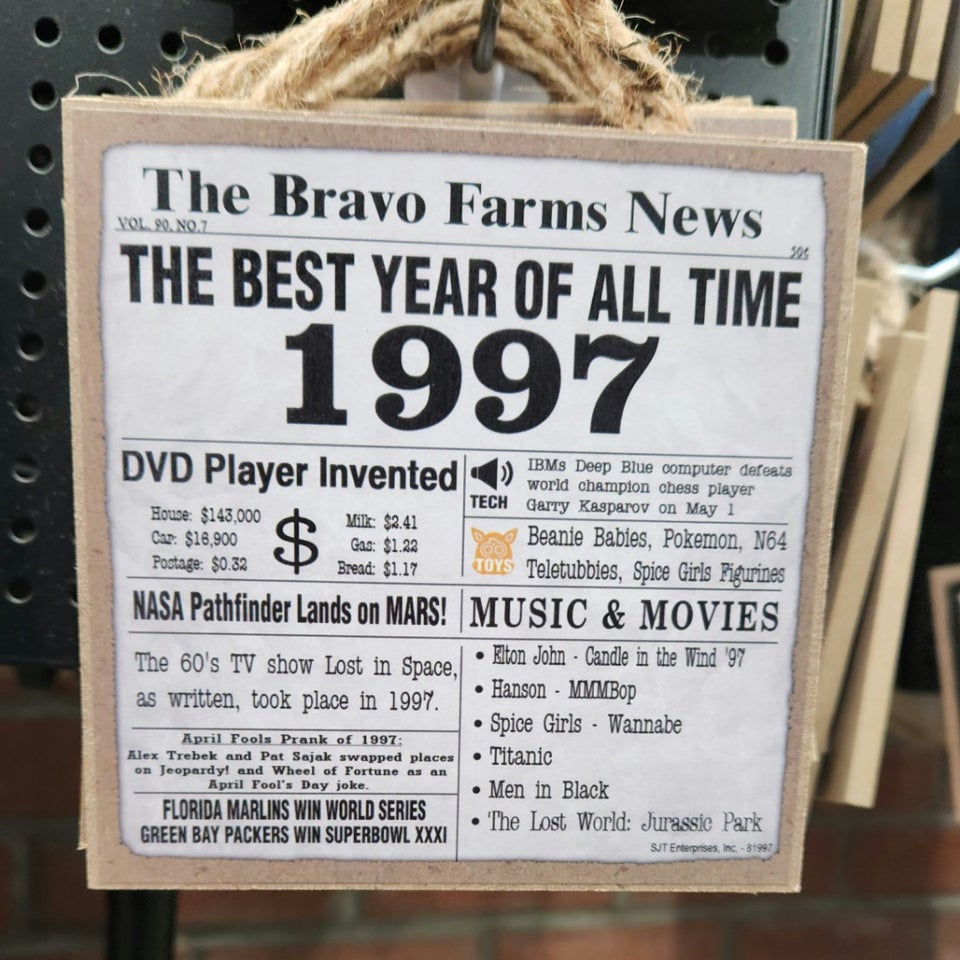 The Bravo Farms News
VOL. 90, NO.7
50¢
THE BEST YEAR OF ALL TIME
1997
DVD Player Invented
House: $143,000
Car: $16,900
Postage: $0.32
$
Milk: $2.41
Gas: $1.22
Bread: $1.17
TECH
IBMs Deep Blue computer defeats
world champion chess player
Garry Kasparov on May 1
TOYS
Beanie Babies, Pokemon, N64
Teletubbies, Spice Girls Figurines
NASA Pathfinder Lands on MARS!
The 60's TV show Lost in Space,
as written, took place in 1997.
April Fools Prank of 1997:
Alex Trebek and Pat Sajak swapped places
on Jeopardy! and Wheel of Fortune as an
April Fool's Day joke.
FLORIDA MARLINS WIN WORLD SERIES
GREEN BAY PACKERS WIN SUPERBOWL XXXI
MUSIC & MOVIES
• Elton John - Candle in the Wind '97
• Hanson - MMMBop
• Spice Girls - Wannabe
• Titanic
• Men in Black
• The Lost World: Jurassic Park
SJT Enterprises, Inc. - 81997